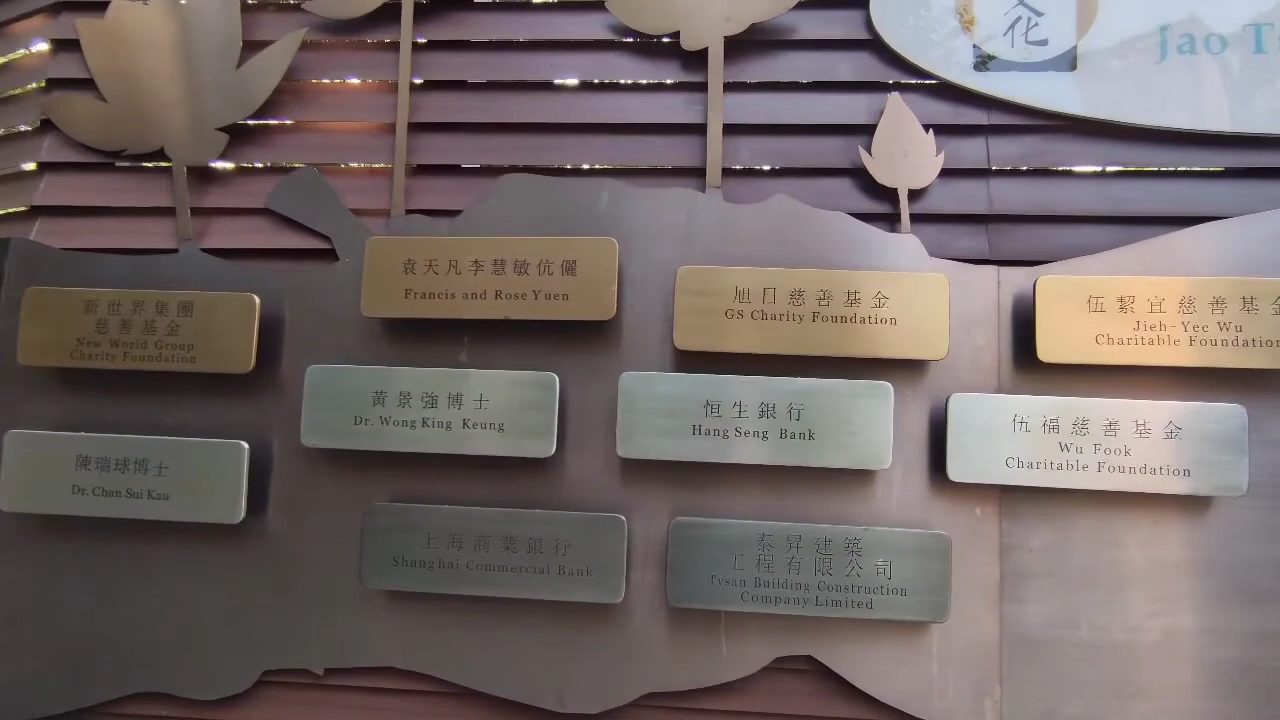 文化
Jao T
袁天凡李慧敏伉儷
Francis and Rose Yuen
旭日慈善基金
GS Charity Foundation
伍絜宜慈善基金
Jieh-Yee Wu
Charitable Foundation
新世界集團
慈善基金
New World Group
Charity Foundation
黃景強博士
Dr. Wong King Keung
恒生銀行
Hang Seng Bank
伍福慈善基金
Wu Fook
Charitable Foundation
陳瑞球博士
Dr. Chan Sui Kau
上海商業銀行
Shanghai Commercial Bank
泰昇建築
工程有限公司
Tysan Building Construction
Company Limited